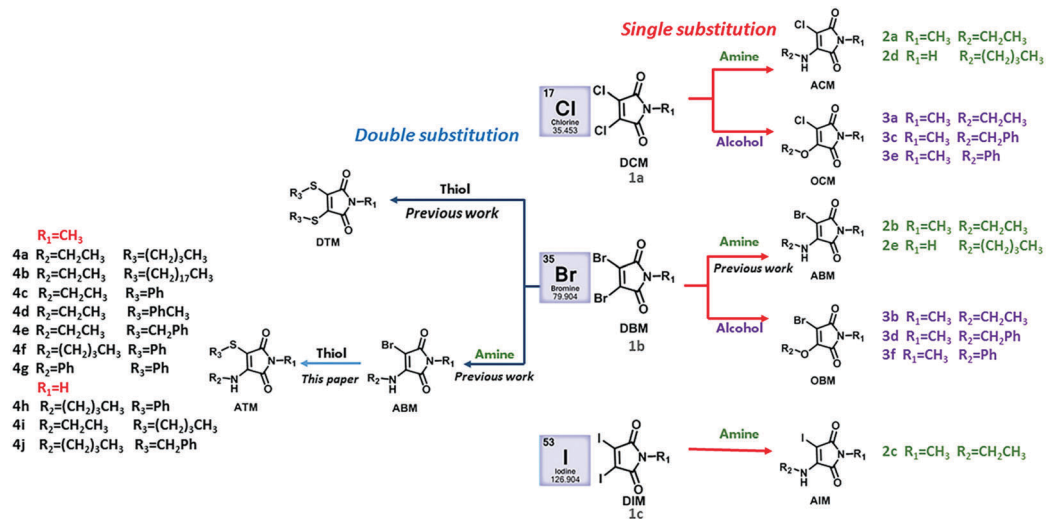 Single substitution
Double substitution
17
Cl
Chlorine
35.453
Cl
Cl
O
O
N-R₁
DCM
1a
Amine
Cl
O
N-R₁
R₂-N
H
O
ACM
2a R₁=CH₃ R₂=CH₂CH₃
2d R₁=H R₂=(CH₂)₃CH₃
Alcohol
Cl
O
N-R₁
R₂-O
O
OCM
3a R₁=CH₃ R₂=CH₂CH₃
3c R₁=CH₃ R₂=CH₂Ph
3e R₁=CH₃ R₂=Ph
R₃-S
R₃-S
O
O
N-R₁
DTM
Thiol
Previous work
35
Br
Bromine
79.904
Br
Br
O
O
N-R₁
DBM
1b
Amine
Previous work
Br
O
N-R₁
R₂-N
H
O
ABM
2b R₁=CH₃ R₂=CH₂CH₃
2e R₁=H R₂=(CH₂)₃CH₃
Alcohol
Br
O
N-R₁
R₂-O
O
OBM
3b R₁=CH₃ R₂=CH₂CH₃
3d R₁=CH₃ R₂=CH₂Ph
3f R₁=CH₃ R₂=Ph
R₁=CH₃
4a R₂=CH₂CH₃ R₃=(CH₂)₃CH₃
4b R₂=CH₂CH₃ R₃=(CH₂)₁₇CH₃
4c R₂=CH₂CH₃ R₃=Ph
4d R₂=CH₂CH₃ R₃=PhCH₃
4e R₂=CH₂CH₃ R₃=CH₂Ph
4f R₂=(CH₂)₃CH₃ R₃=Ph
4g R₂=Ph R₃=Ph
R₁=H
4h R₂=(CH₂)₃CH₃ R₃=Ph
4i R₂=CH₂CH₃ R₃=(CH₂)₃CH₃
4j R₂=(CH₂)₃CH₃ R₃=CH₂Ph
R₃-S
O
N-R₁
R₂-N
H
O
ATM
Thiol
This paper
Br
O
N-R₁
R₂-N
H
O
ABM
Amine
Previous work
53
I
Iodine
126.904
I
I
O
O
N-R₁
DIM
1c
Amine
I
O
N-R₁
R₂-N
H
O
AIM
2c R₁=CH₃ R₂=CH₂CH₃